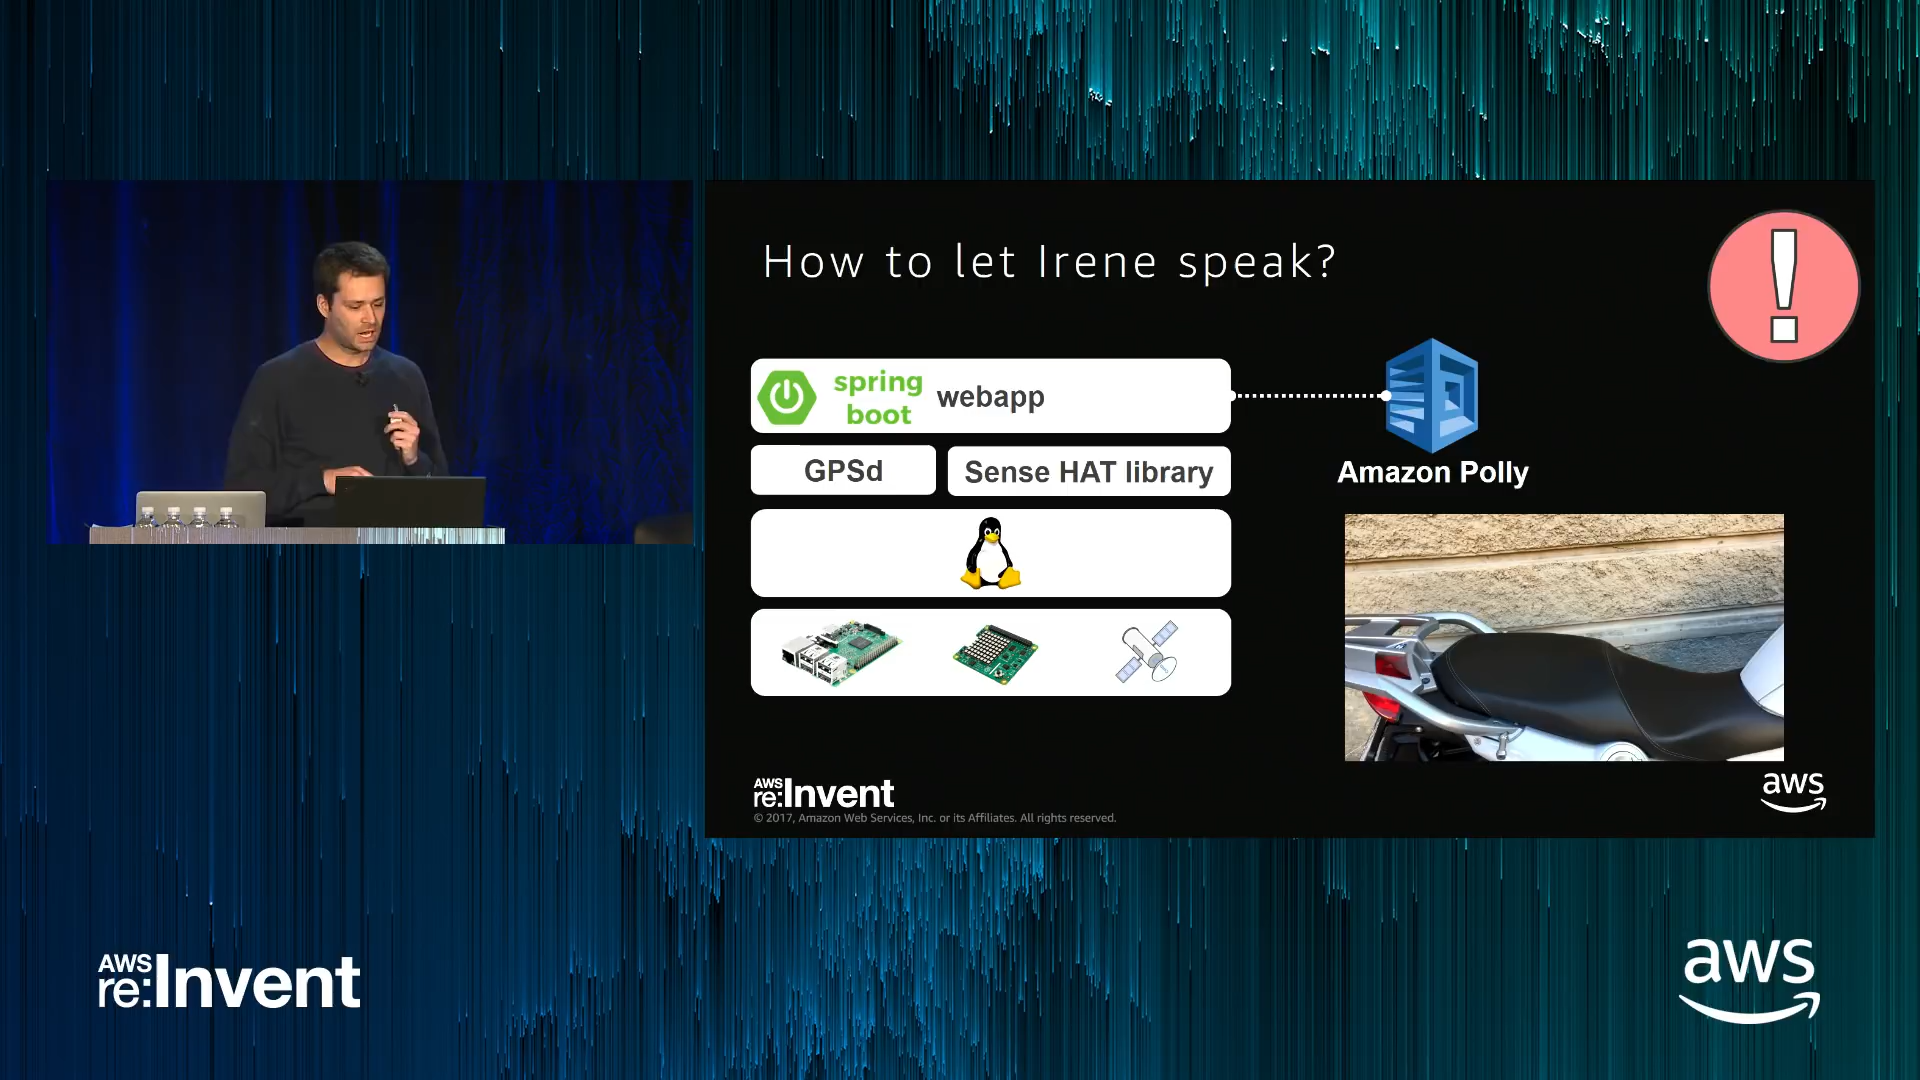 How to let Irene speak?
spring
boot
webapp
GPSd
Sense HAT library
Amazon Polly
AWS
re:Invent
© 2017, Amazon Web Services, Inc. or its Affiliates. All rights reserved.
aws
AWS
re:Invent
aws